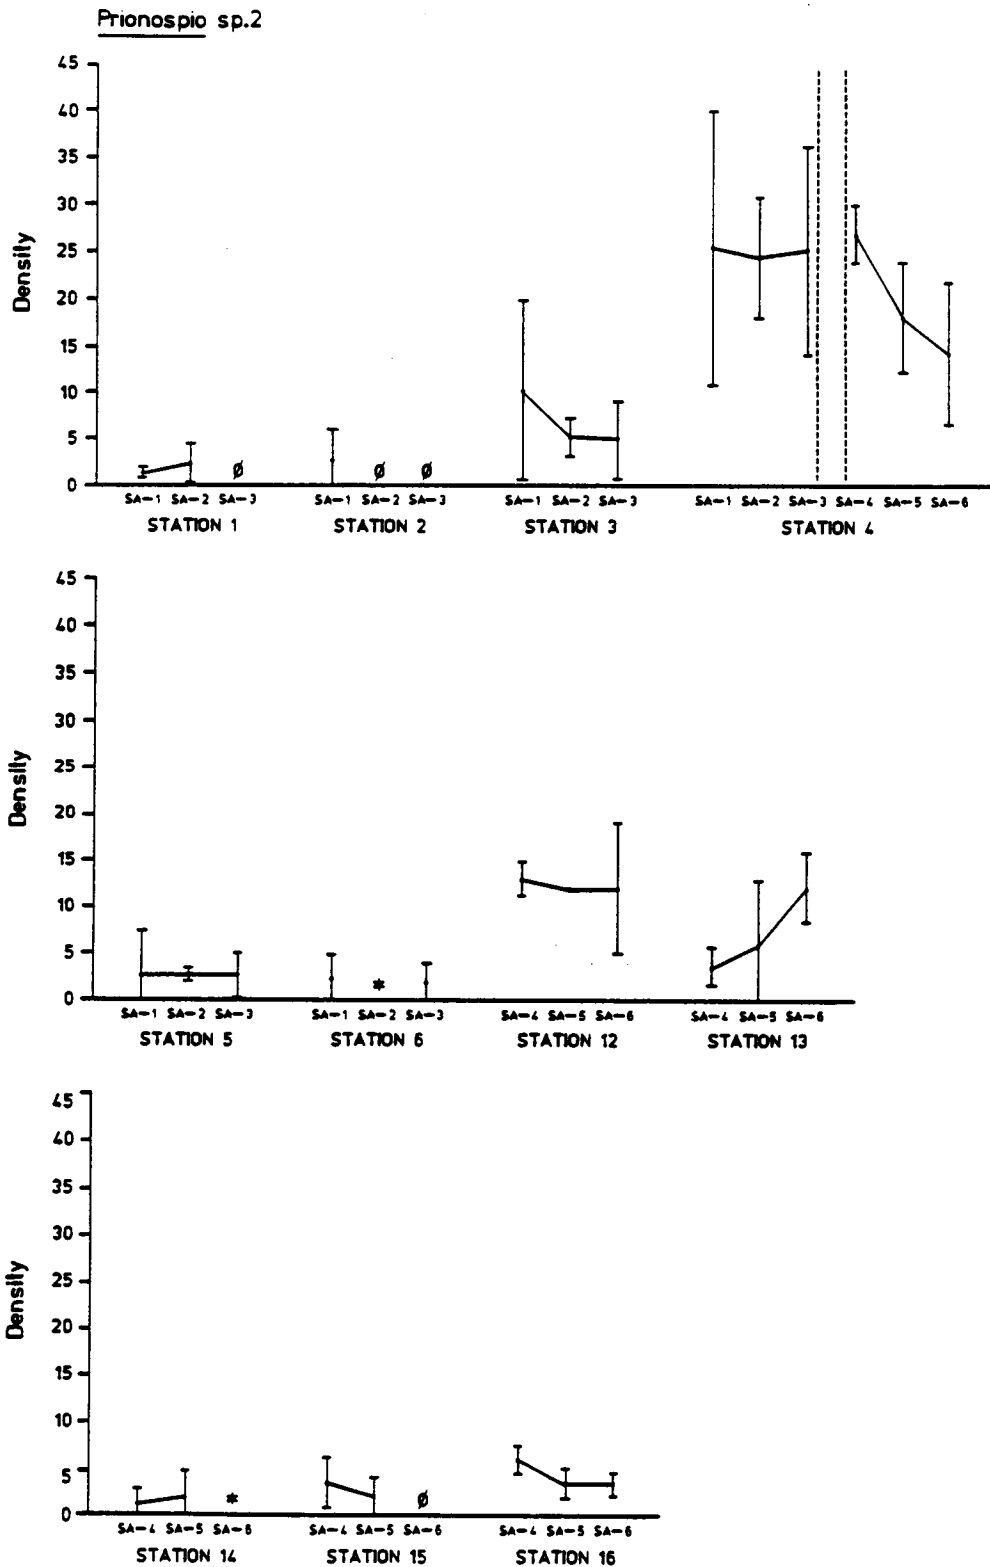 Prionospio sp.2
45
40
35
30
25
20
15
10
5
0
Density
Ø Ø Ø
SA-1 SA-2 SA-3 SA-1 SA-2 SA-3 SA-1 SA-2 SA-3 SA-1 SA-2 SA-3 SA-4 SA-5 SA-6
STATION 1 STATION 2 STATION 3 STATION 4
45
40
35
30
25
20
15
10
5
0
Density
*
SA-1 SA-2 SA-3 SA-1 SA-2 SA-3 SA-4 SA-5 SA-6 SA-4 SA-5 SA-6
STATION 5 STATION 6 STATION 12 STATION 13
45
40
35
30
25
20
15
10
5
0
Density
* Ø
SA-4 SA-5 SA-6 SA-4 SA-5 SA-6 SA-4 SA-5 SA-6
STATION 14 STATION 15 STATION 16